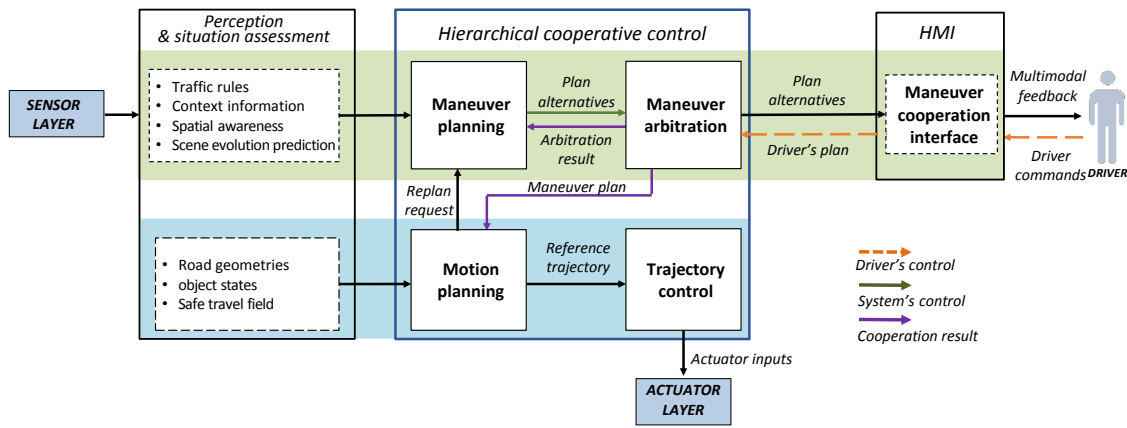 Perception
& situation assessment
Hierarchical cooperative control
HMI
SENSOR
LAYER
• Traffic rules
• Context information
• Spatial awareness
• Scene evolution prediction
Maneuver
planning
Plan
alternatives
Arbitration
result
Maneuver
arbitration
Plan
alternatives
Driver's plan
Maneuver
cooperation
interface
Multimodal
feedback
Driver
commands
DRIVER
Replan
request
Maneuver plan
• Road geometries
• object states
• Safe travel field
Motion
planning
Reference
trajectory
Trajectory
control
Driver's control
System's control
Cooperation result
Actuator inputs
ACTUATOR
LAYER